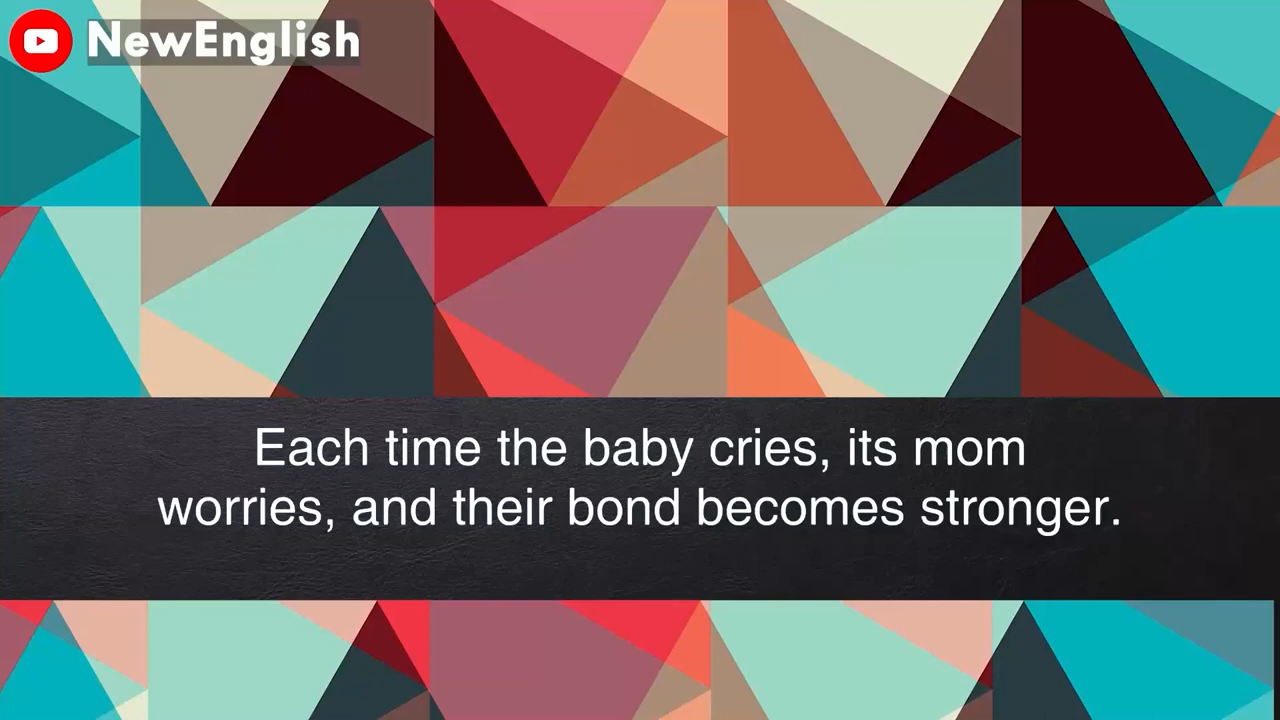 NewEnglish
Each time the baby cries, its mom
worries, and their bond becomes stronger.